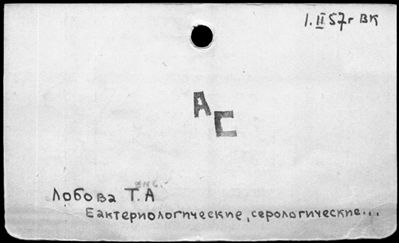 1.II 57г ВК
АС
Лобова Т.А
Бактериологические, серологические...